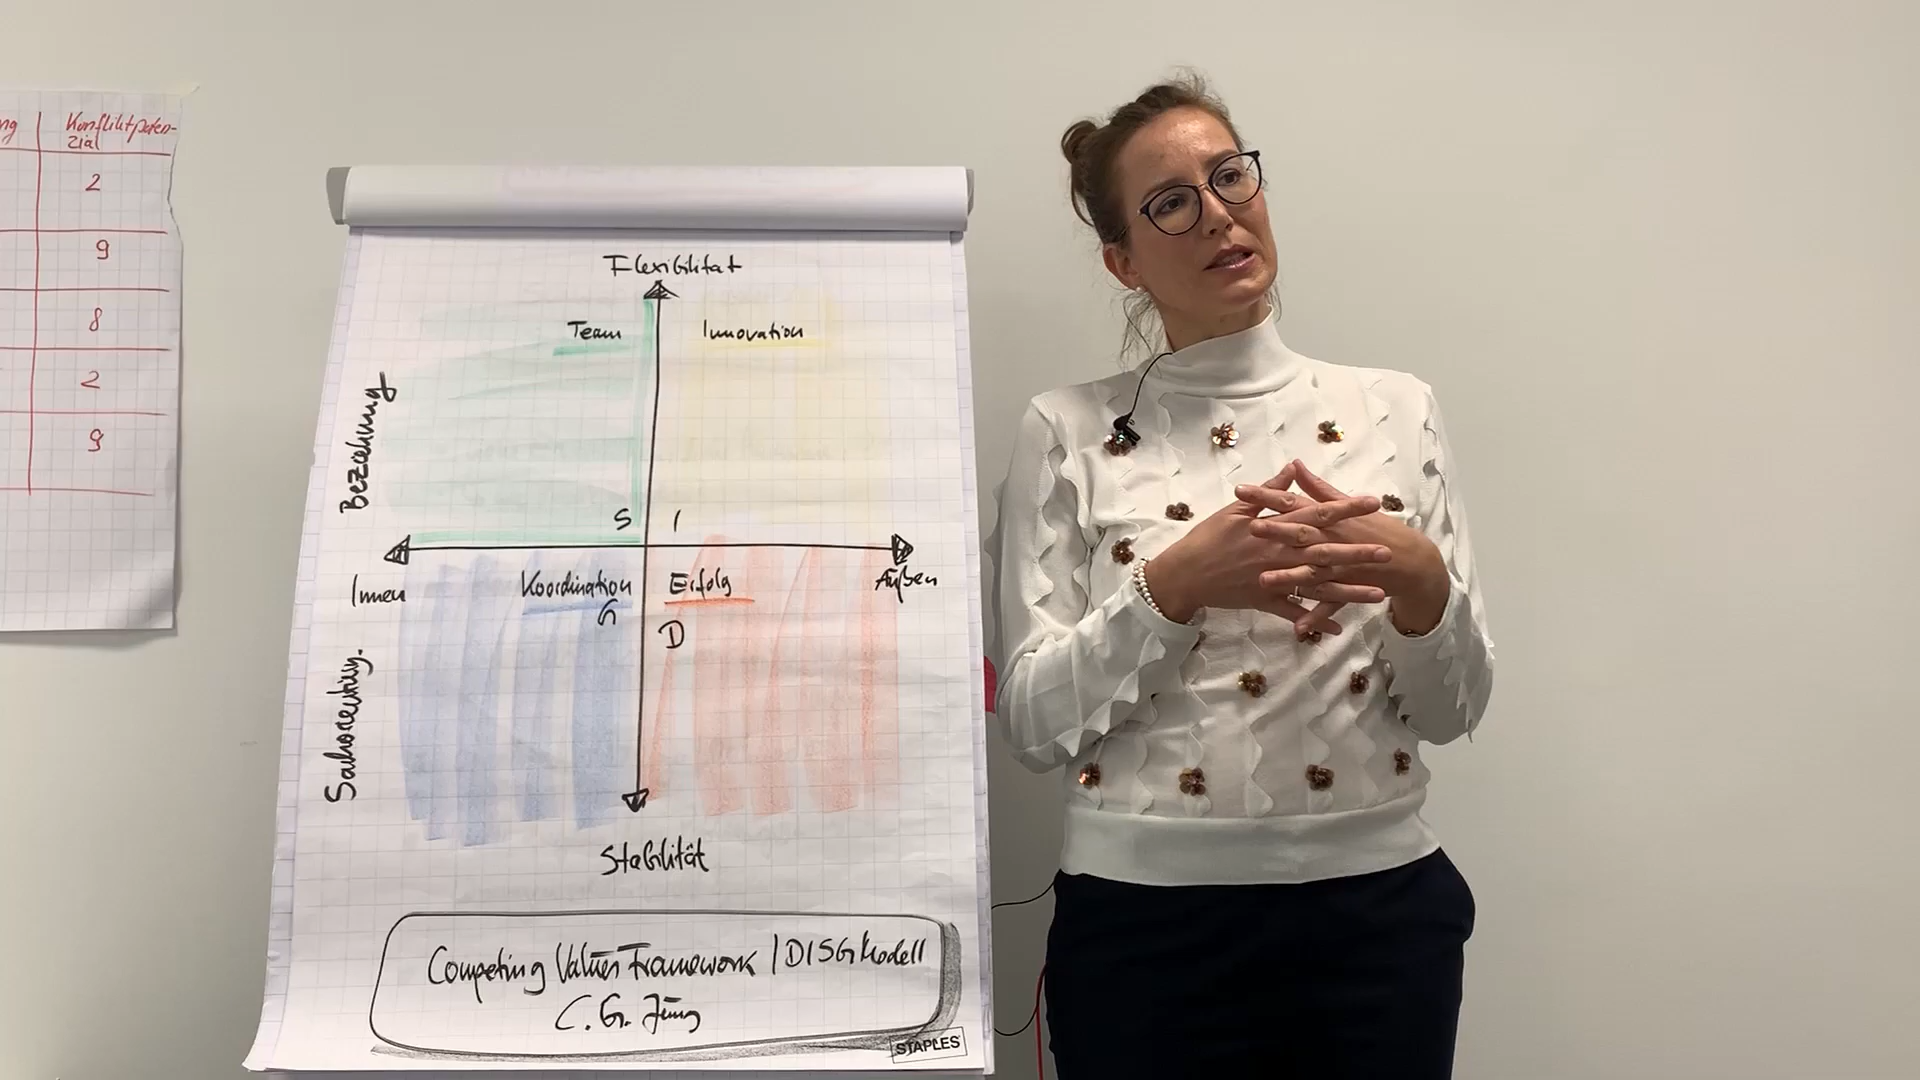 ng
Konfliktpoten-
zial
2
9
8
2
9
Flexibilität
Team
Innovation
Beziehung
S
I
Innen
Koordination
Erfolg
Außen
G
D
Stabilität
Competing Values Framework / DISG Modell
C. G. Jung
STAPLES